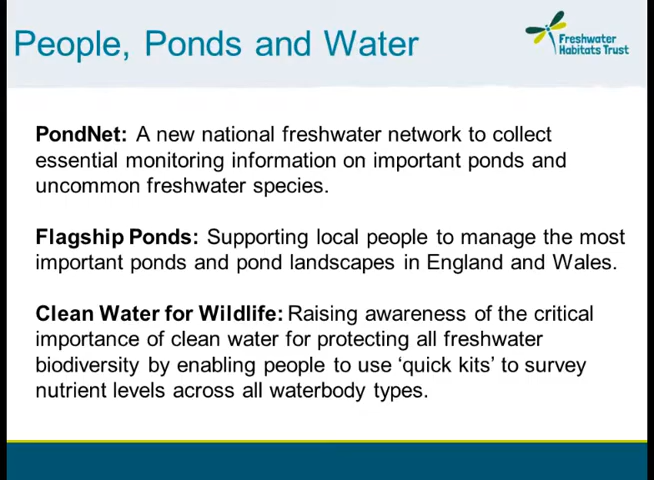 People, Ponds and Water
Freshwater
Habitats Trust
PondNet: A new national freshwater network to collect
essential monitoring information on important ponds and
uncommon freshwater species.
Flagship Ponds: Supporting local people to manage the most
important ponds and pond landscapes in England and Wales.
Clean Water for Wildlife: Raising awareness of the critical
importance of clean water for protecting all freshwater
biodiversity by enabling people to use ‘quick kits’ to survey
nutrient levels across all waterbody types.